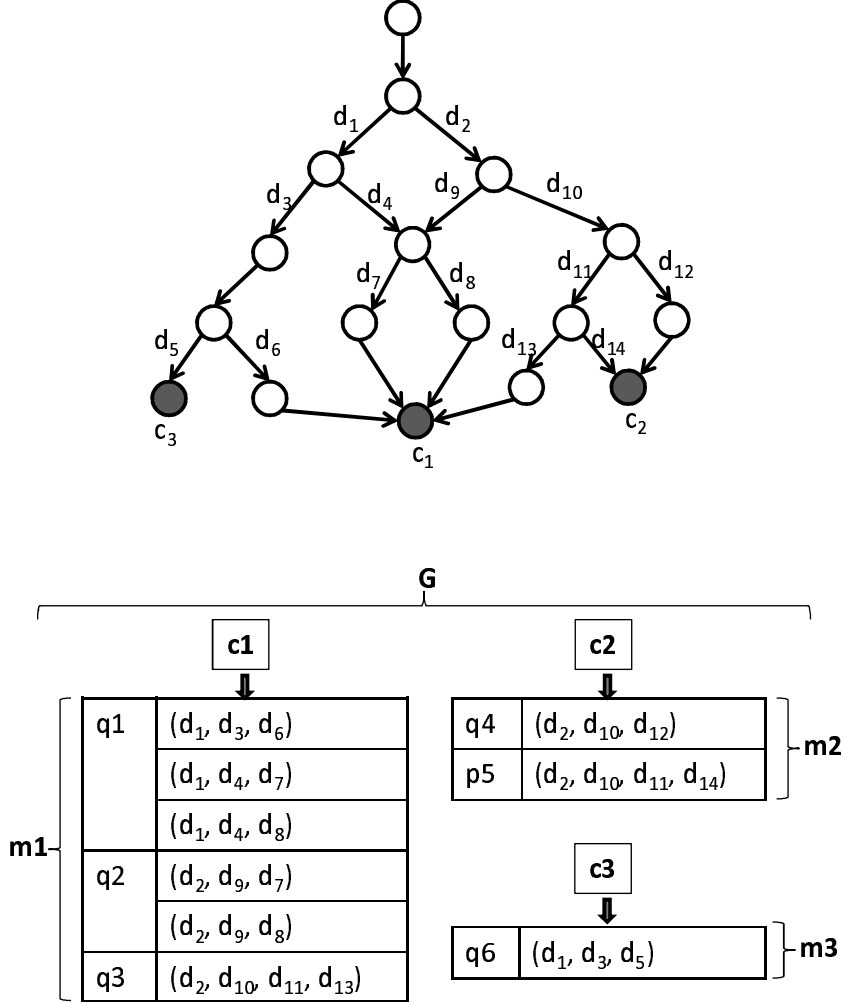 d₁ d₂
d₃ d₄ d₉ d₁₀
d₇ d₈ d₁₁ d₁₂
d₅ d₆ d₁₃ d₁₄
c₃ c₁ c₂
G
c1 c2
m1
q1 (d₁, d₃, d₆)
(d₁, d₄, d₇)
(d₁, d₄, d₈)
q2 (d₂, d₉, d₇)
(d₂, d₉, d₈)
q3 (d₂, d₁₀, d₁₁, d₁₃)
q4 (d₂, d₁₀, d₁₂)
p5 (d₂, d₁₀, d₁₁, d₁₄)
m2
c3
q6 (d₁, d₃, d₅)
m3